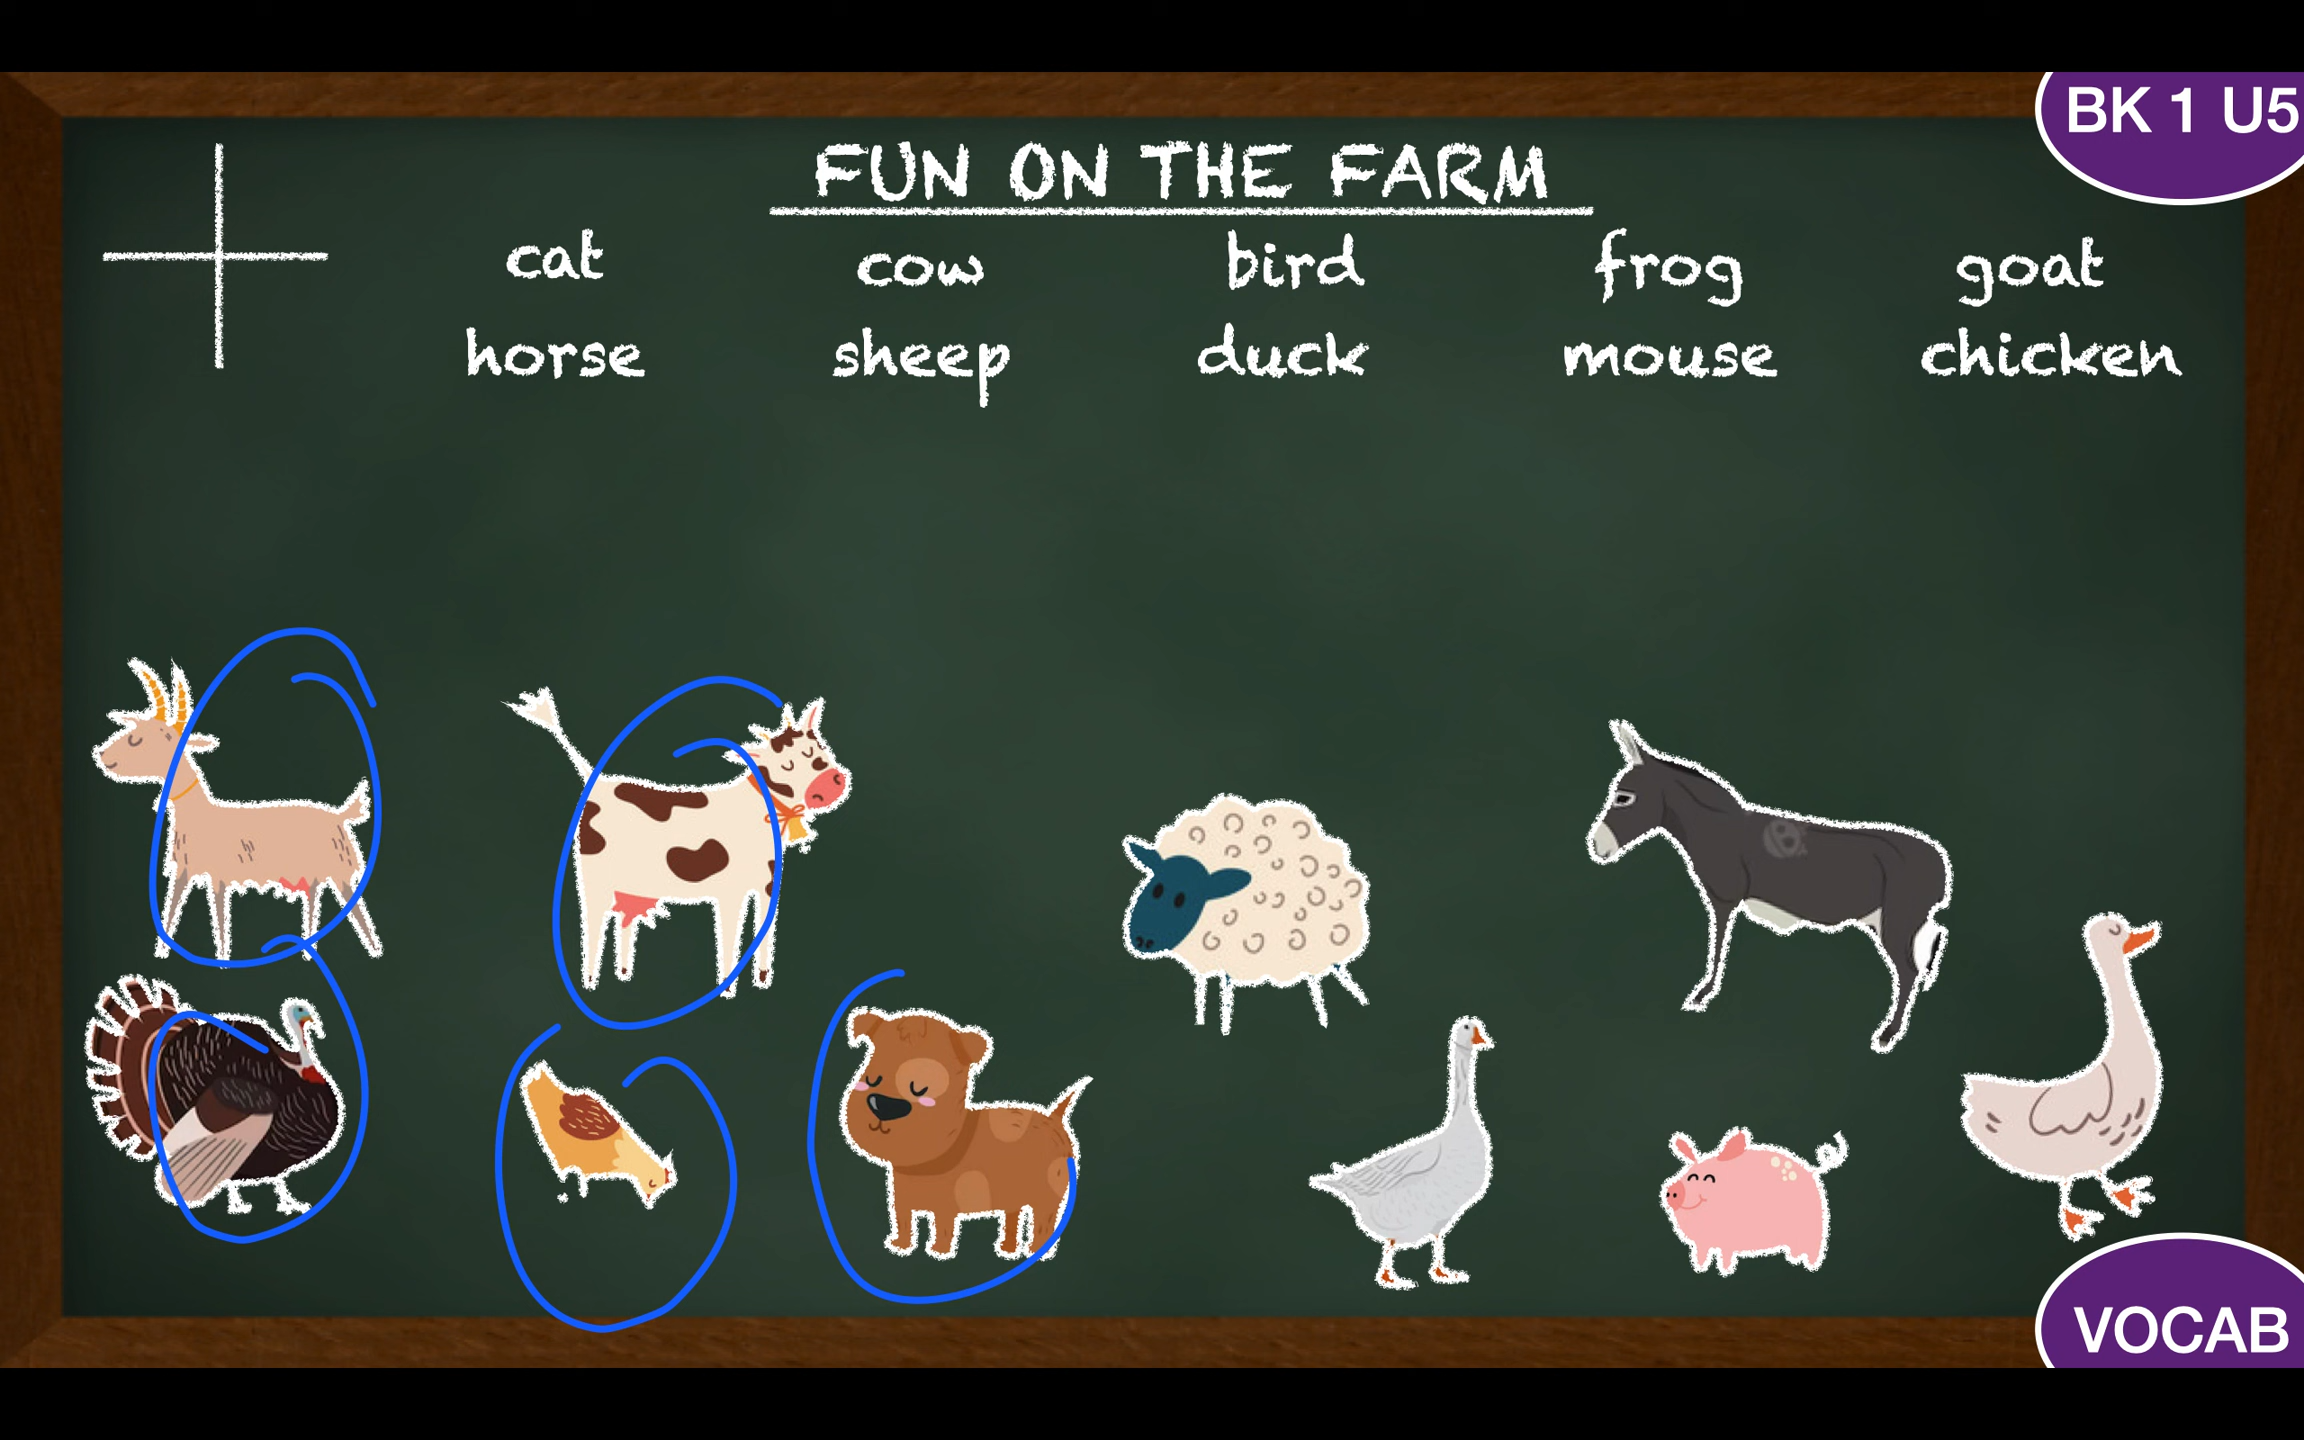 BK 1 U5
FUN ON THE FARM
cat cow bird frog goat
horse sheep duck mouse chicken
VOCAB